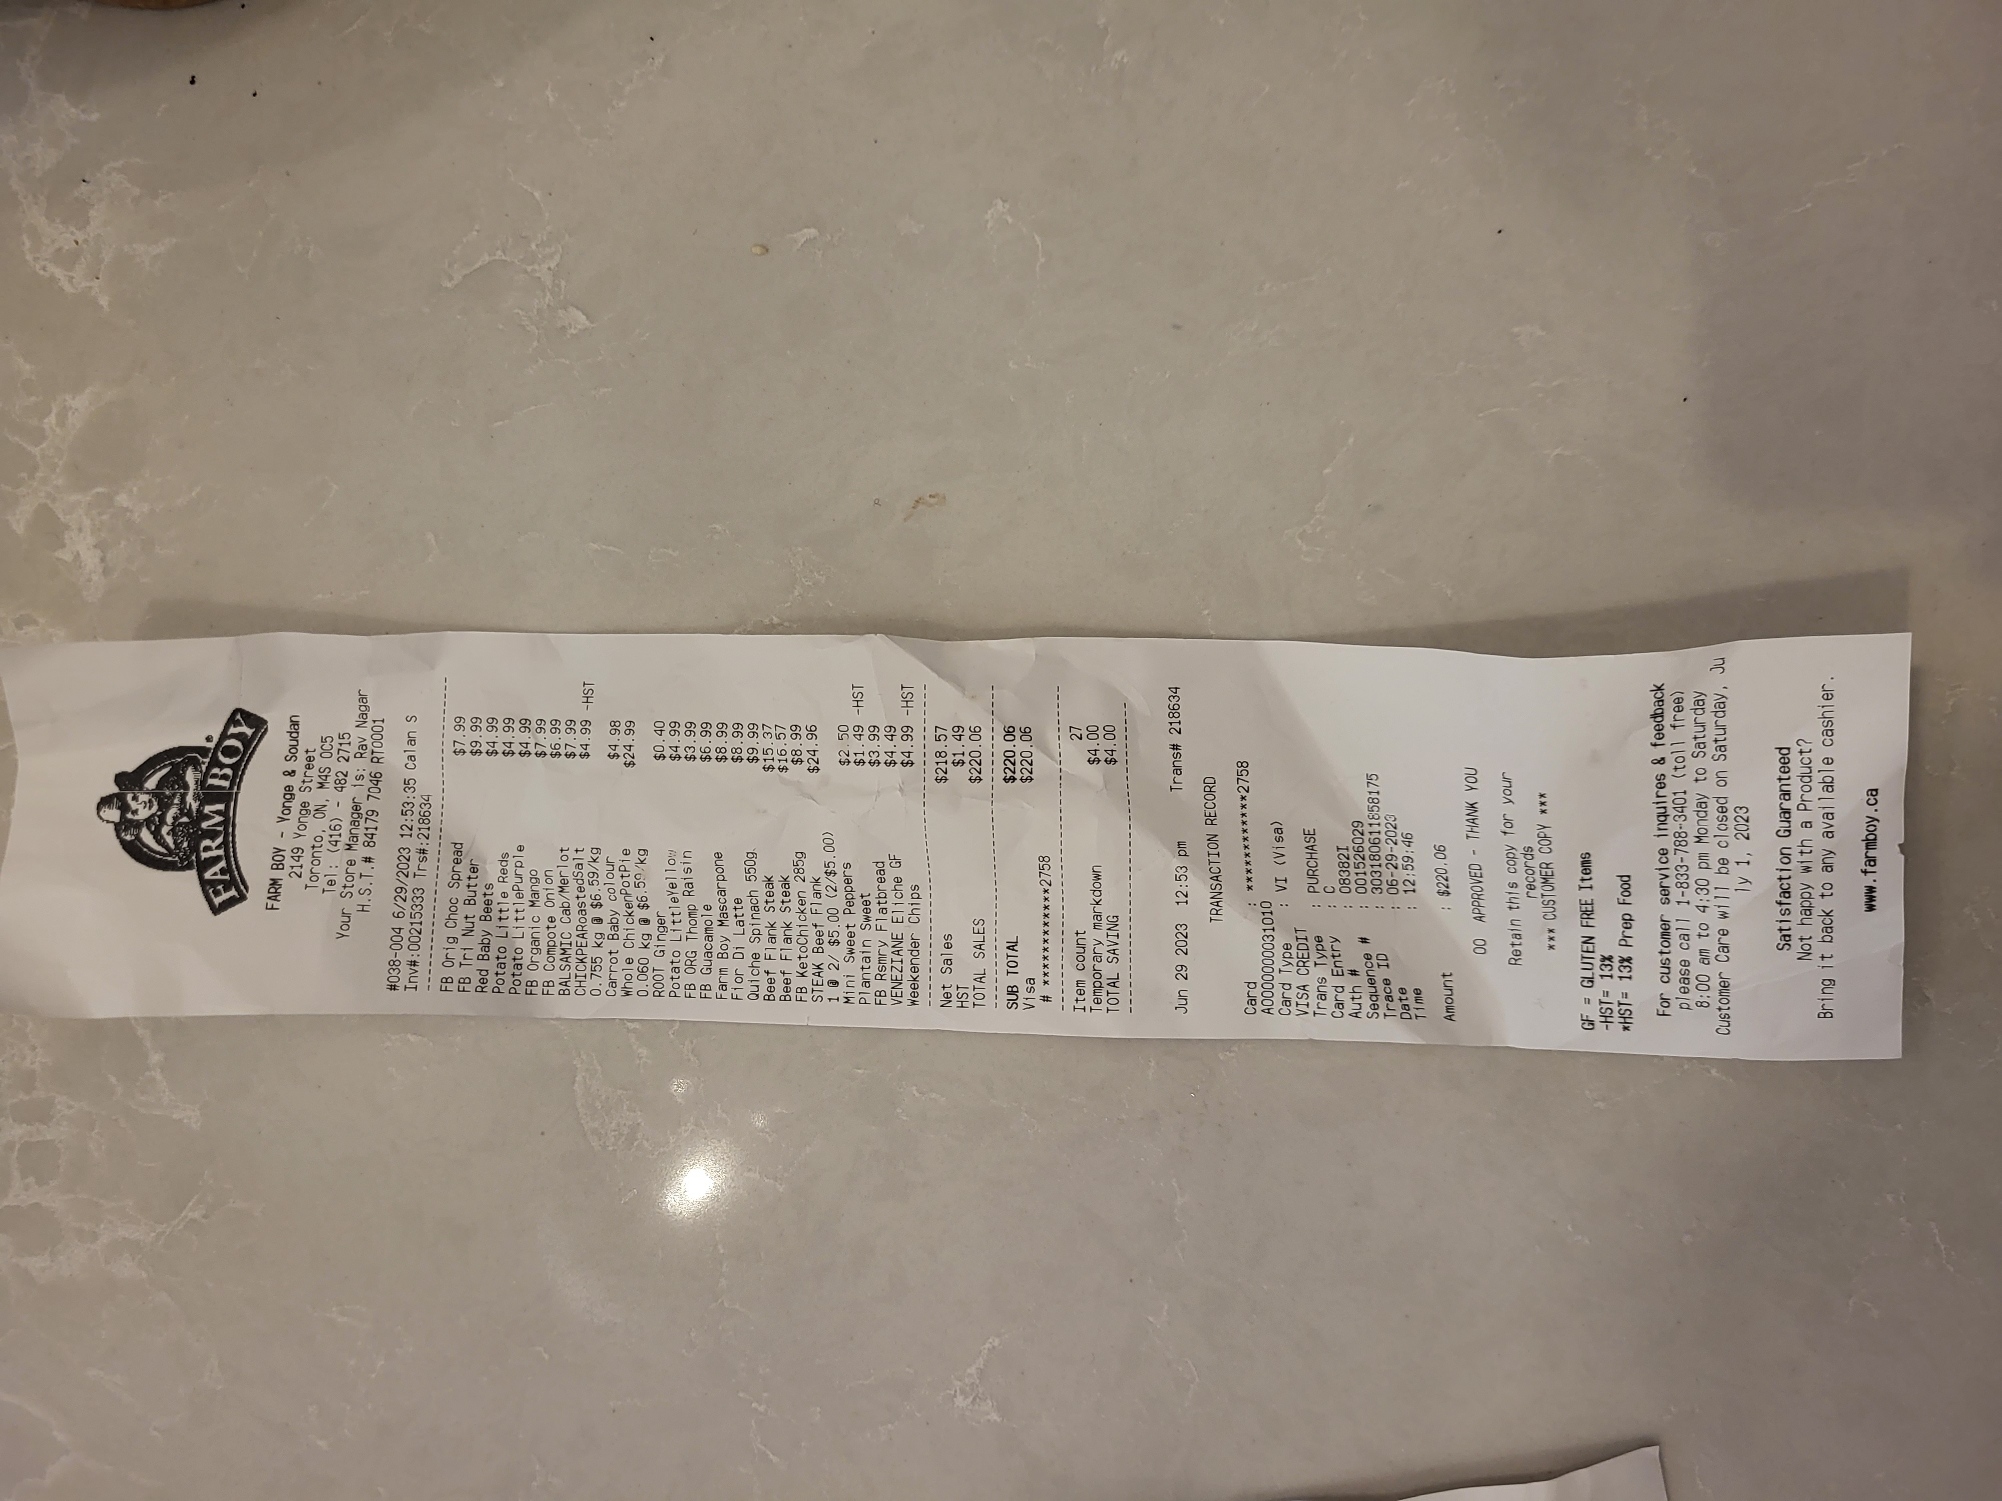 FARM BOY
FARM BOY - Yonge & Soudan
2149 Yonge Street
Toronto, ON, M4S 0C5
Tel: (416) - 482 2715
Your Store Manager is: Rav Nagar
H.S.T.# 84179 7046 RT0001
#038-004 6/29/2023 12:53:35 Calan S
Inv#:00215333 Trs#:218634
FB Orig Choc Spread $7.99
FB Tri Nut Butter $9.99
Red Baby Beets $4.99
Potato Little Reds $4.99
Potato LittlePurple $4.99
FB Organic Mango $7.99
FB Compote Onion $6.99
BALSAMIC Cab/Merlot $7.99
CHICKPEARoastedSalt $4.99 -HST
0.755 kg @ $6.59/kg
Carrot Baby colour $4.98
Whole ChickenPotPie $24.99
0.060 kg @ $6.59/kg
ROOT Ginger $0.40
Potato LittleYellow $4.99
FB ORG Thomp Raisin $3.99
FB Guacamole $6.99
Farm Boy Mascarpone $8.99
Fior Di Latte $8.99
Quiche Spinach 550g $9.99
Beef Flank Steak $15.37
Beef Flank Steak $16.57
FB KetoChicken 285g $8.99
STEAK Beef Flank $24.96
1 @ 2/ $5.00 (2/$5.00)
Mini Sweet Peppers $2.50
Plantain Sweet $1.49 -HST
FB Rsmry Flatbread $3.99
VENEZIANE Eliche GF $4.49
Weekender Chips $4.99 -HST
Net Sales $218.57
HST $1.49
TOTAL SALES $220.06
SUB TOTAL $220.06
Visa $220.06
# ************2758
Item count 27
Temporary markdown $4.00
TOTAL SAVING $4.00
Jun 29 2023 12:53 pm Trans# 218634
TRANSACTION RECORD
Card : ************2758
A0000000031010
Card Type : VI (Visa)
VISA CREDIT
Trans Type : PURCHASE
Card Entry : C
Auth # : 08382I
Sequence # : 001526029
Trace ID : 303180611858175
Date : 06-29-2023
Time : 12:59:46
Amount : $220.06
00 APPROVED - THANK YOU
Retain this copy for your
records
*** CUSTOMER COPY ***
GF = GLUTEN FREE Items
-HST= 13%
*HST= 13% Prep Food
For customer service inquires & feedback
please call 1-833-788-3401 (toll free)
8:00 am to 4:30 pm Monday to Saturday
Customer Care will be closed on Saturday, Ju
ly 1, 2023
Satisfaction Guaranteed
Not happy with a Product?
Bring it back to any available cashier.
www.farmboy.ca